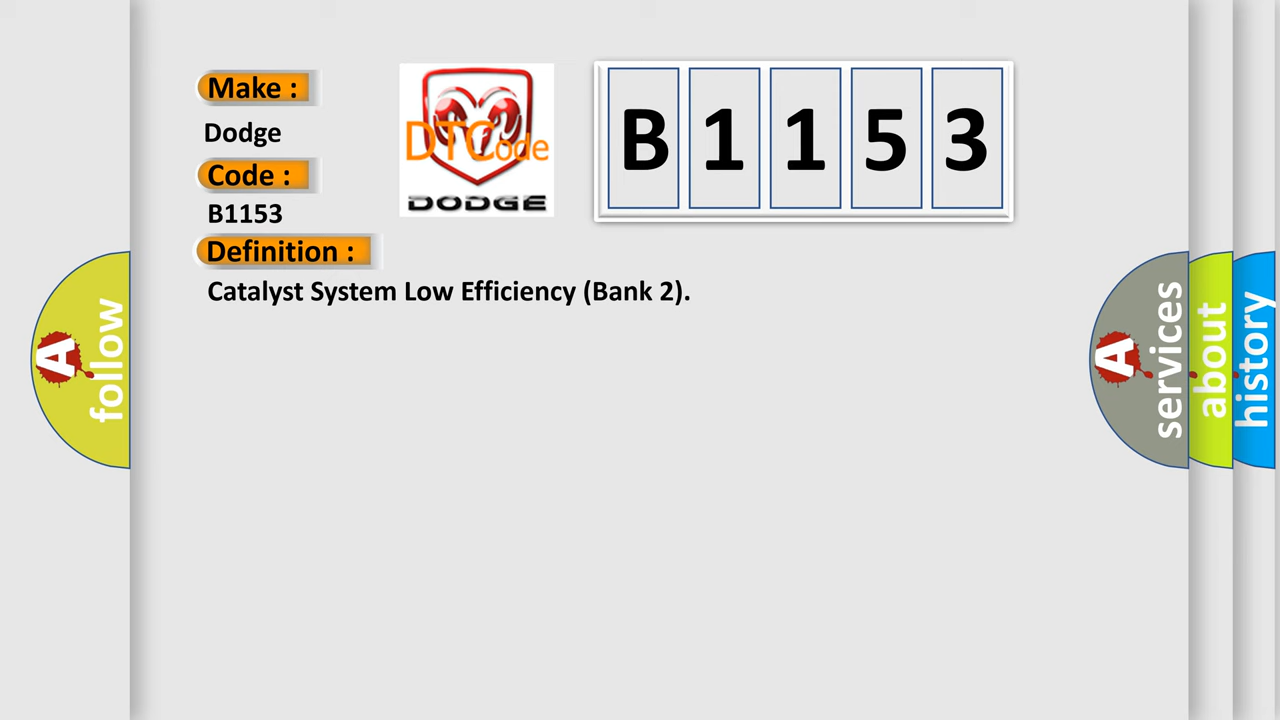 Make :
Dodge
Code :
B1153
Definition :
Catalyst System Low Efficiency (Bank 2).
DTCode
DODGE
B 1 1 5 3
A follow
A services
about
history